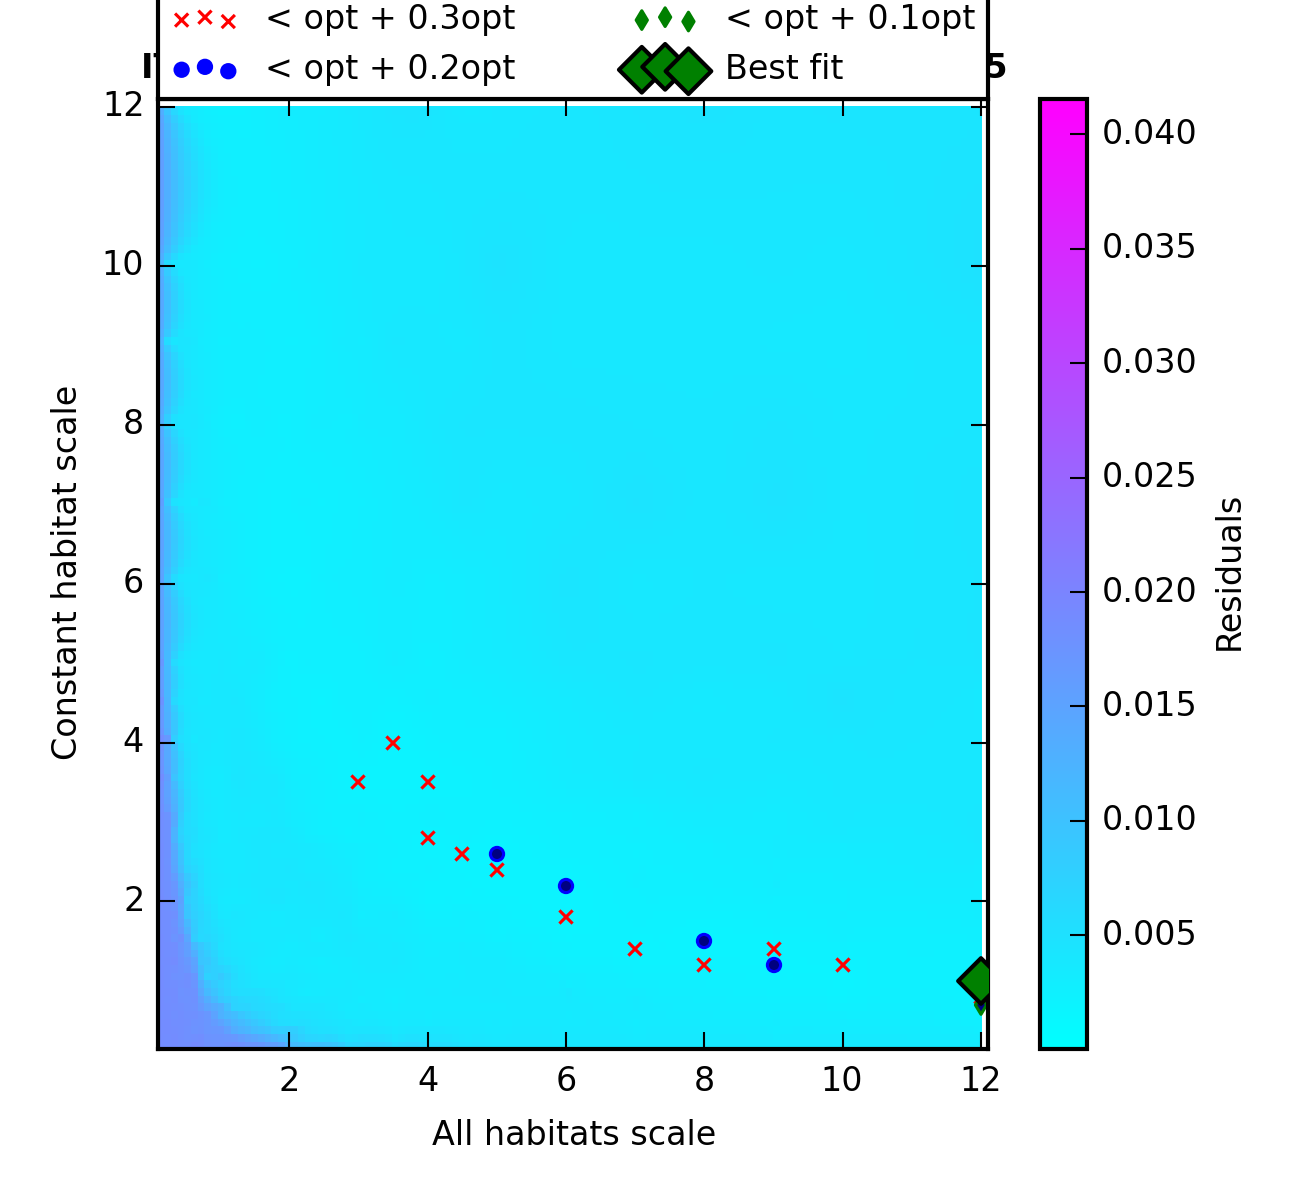 < opt + 0.3opt
< opt + 0.1opt
< opt + 0.2opt
Best fit
5
12
10
8
6
4
2
Constant habitat scale
2 4 6 8 10 12
All habitats scale
0.040
0.035
0.030
0.025
0.020
0.015
0.010
0.005
Residuals